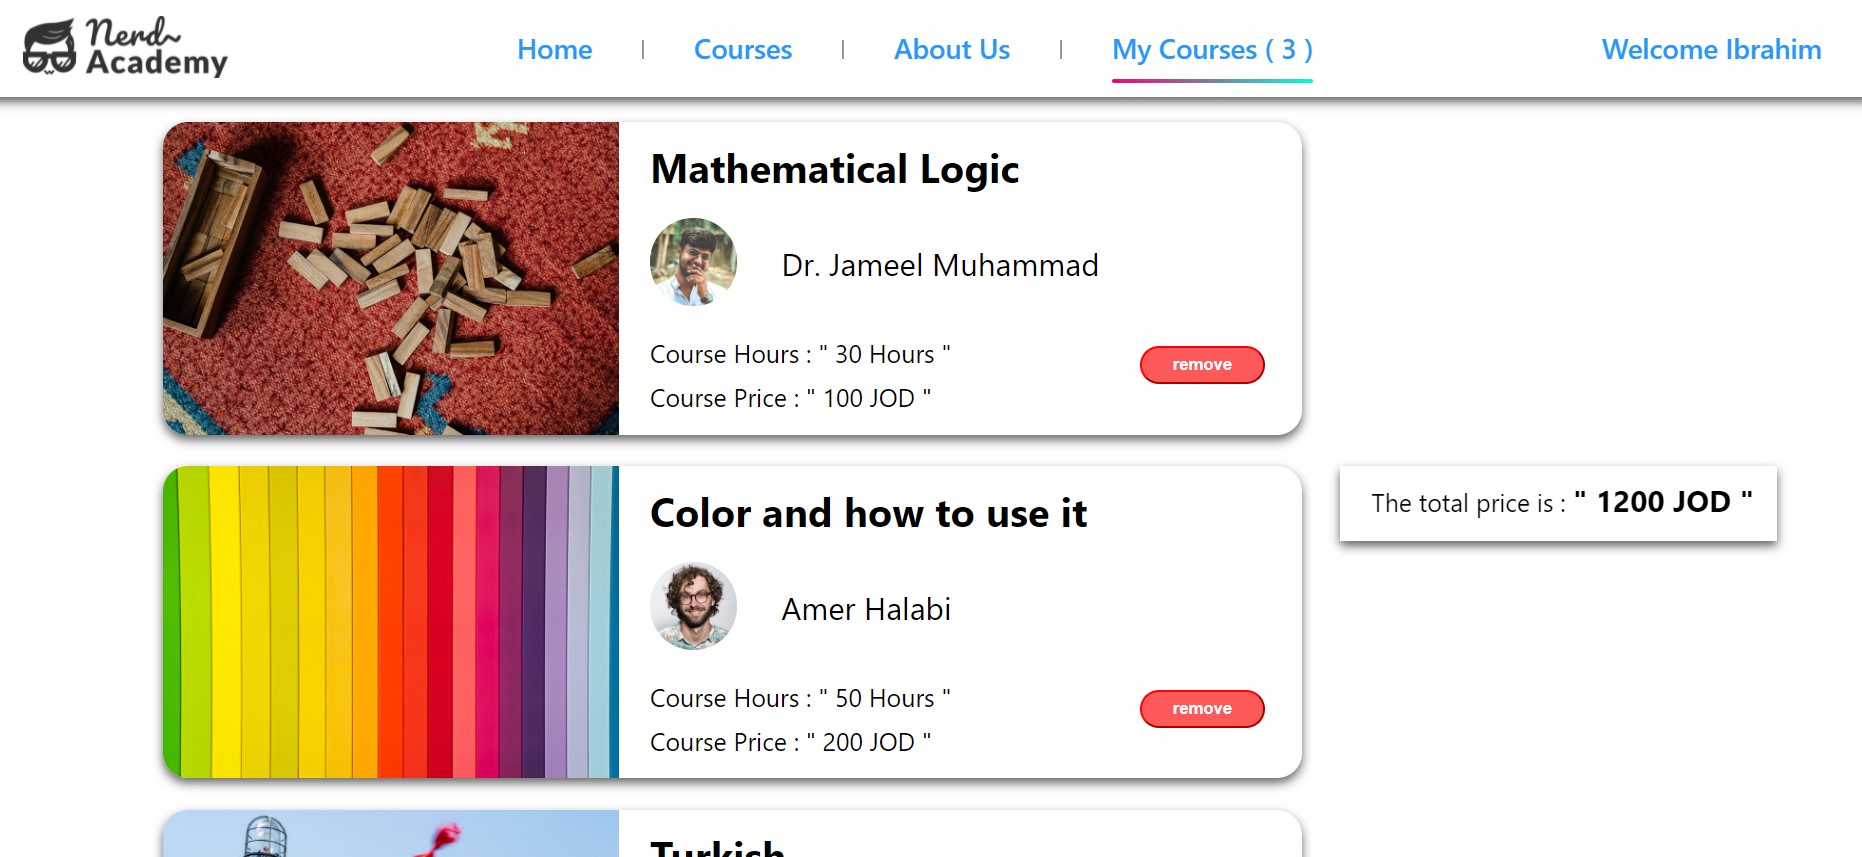 Nerd
Academy
Home
Courses
About Us
My Courses ( 3 )
Welcome Ibrahim
Mathematical Logic
Dr. Jameel Muhammad
Course Hours : " 30 Hours "
Course Price : " 100 JOD "
remove
Color and how to use it
Amer Halabi
Course Hours : " 50 Hours "
Course Price : " 200 JOD "
remove
The total price is : " 1200 JOD "
Turkish